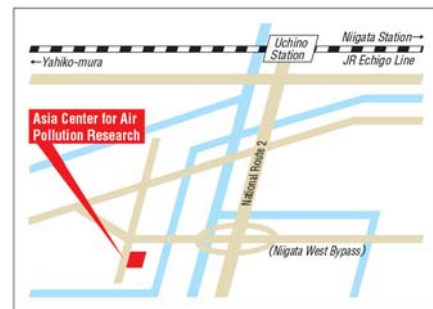 Niigata Station→
Uchino
Station
←Yahiko-mura
JR Echigo Line
Asia Center for Air
Pollution Research
National Route 2
(Niigata West Bypass)